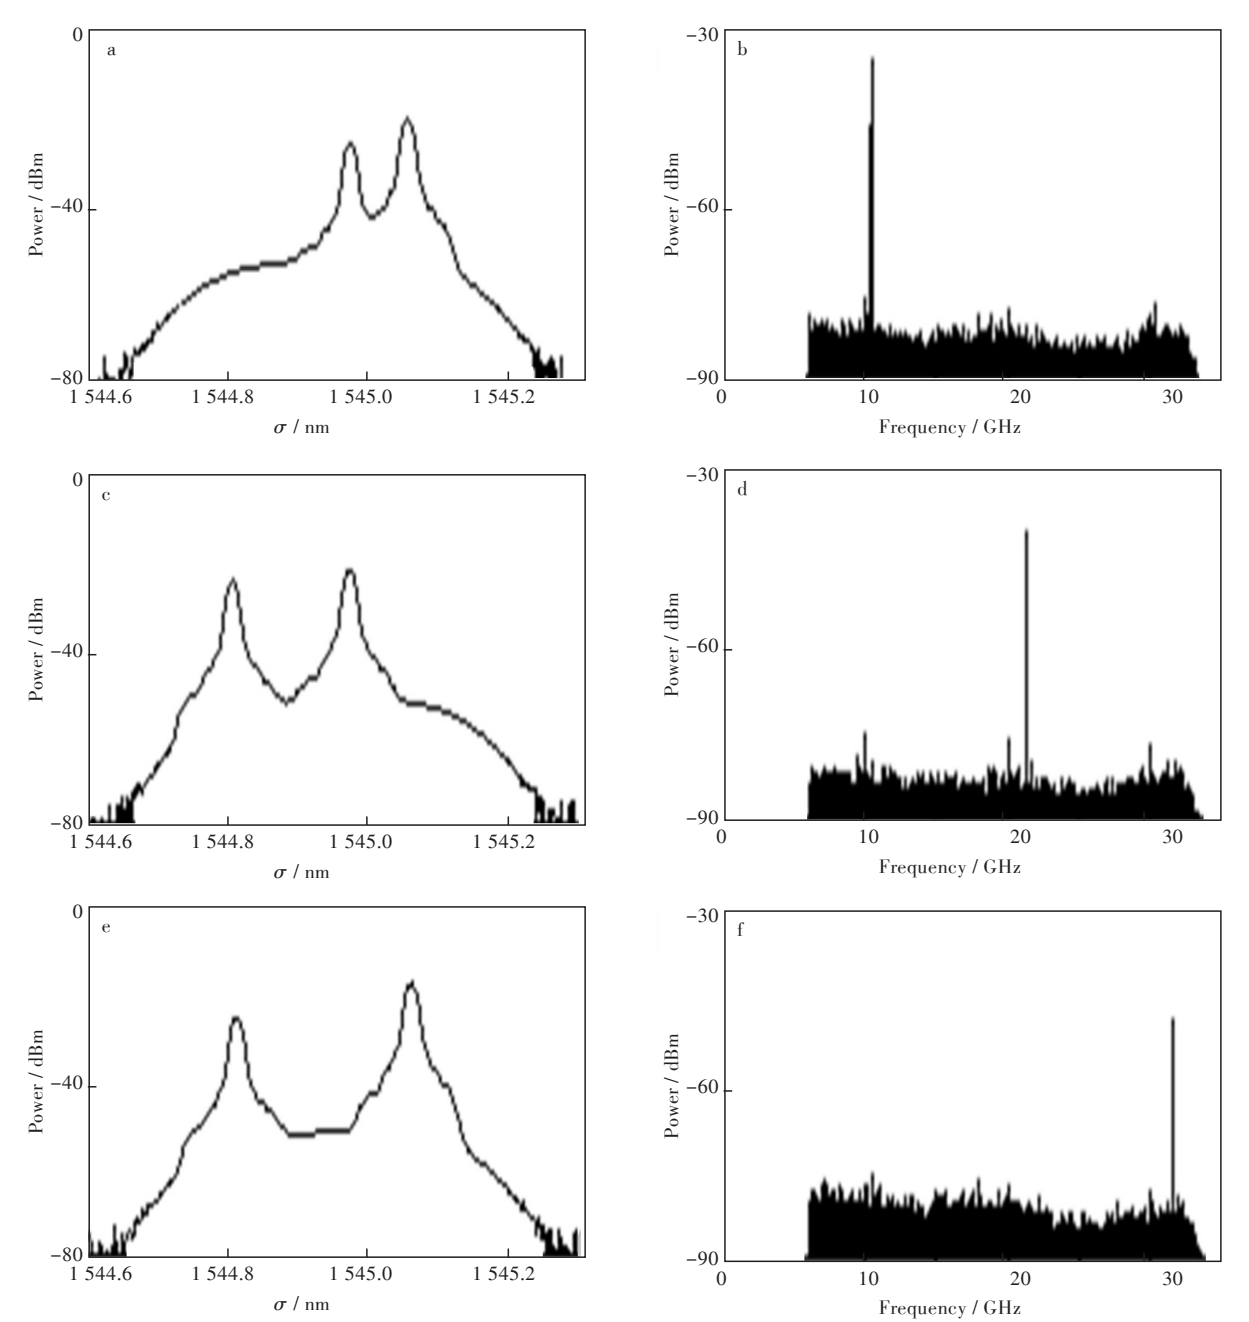 0
a
Power / dBm
−40
−80
1 544.6 1 544.8 1 545.0 1 545.2
σ / nm
−30
b
Power / dBm
−60
−90
0 10 20 30
Frequency / GHz
0
c
Power / dBm
−40
−80
1 544.6 1 544.8 1 545.0 1 545.2
σ / nm
−30
d
Power / dBm
−60
−90
0 10 20 30
Frequency / GHz
0
e
Power / dBm
−40
−80
1 544.6 1 544.8 1 545.0 1 545.2
σ / nm
−30
f
Power / dBm
−60
−90
0 10 20 30
Frequency / GHz